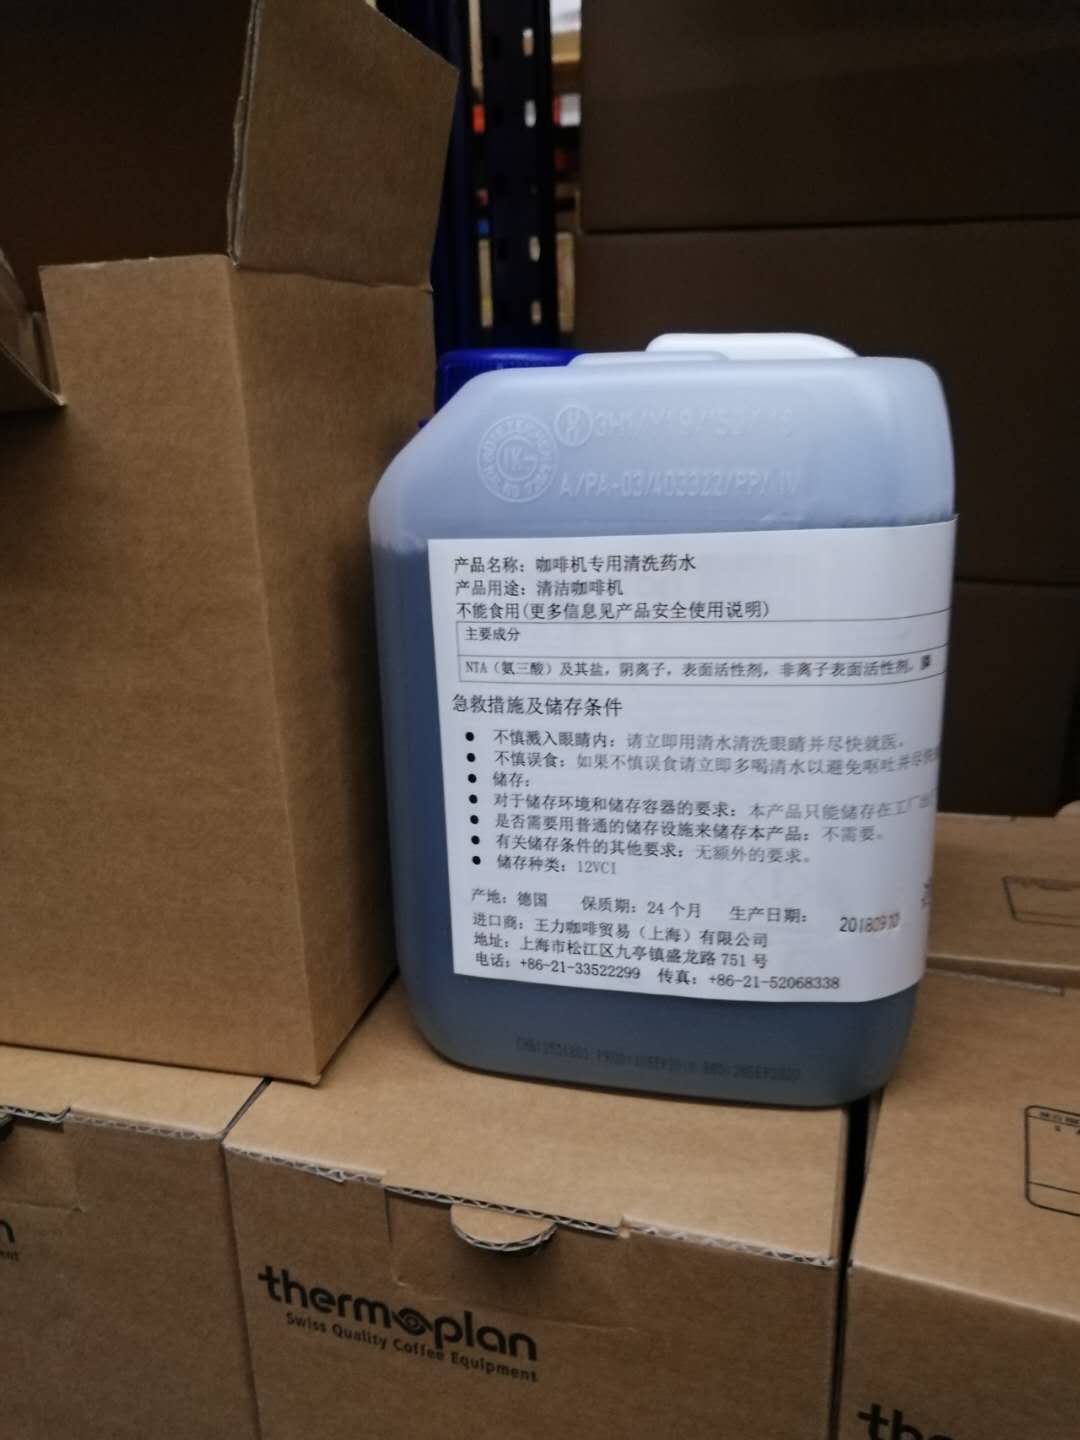 A/PA-03/403322/PP/ IV
产品名称：咖啡机专用清洗药水
产品用途：清洁咖啡机
不能食用(更多信息见产品安全使用说明)
主要成分
NTA（氨三酸）及其盐，阴离子，表面活性剂，非离子表面活性剂，
急救措施及储存条件
● 不慎溅入眼睛内：请立即用清水清洗眼睛并尽快就医。
● 不慎误食：如果不慎误食请立即多喝清水以避免呕吐并尽快
● 储存：
● 对于储存环境和储存容器的要求：本产品只能储存在工厂出厂
● 是否需要用普通的储存设施来储存本产品：不需要。
● 有关储存条件的其他要求：无额外的要求。
● 储存种类：12VCI
产地：德国 保质期：24个月 生产日期： 20180910
进口商：王力咖啡贸易（上海）有限公司
地址：上海市松江区九亭镇盛龙路 751 号
电话：+86-21-33522299 传真：+86-21-52068338
thermoplan
Swiss Quality Coffee Equipment